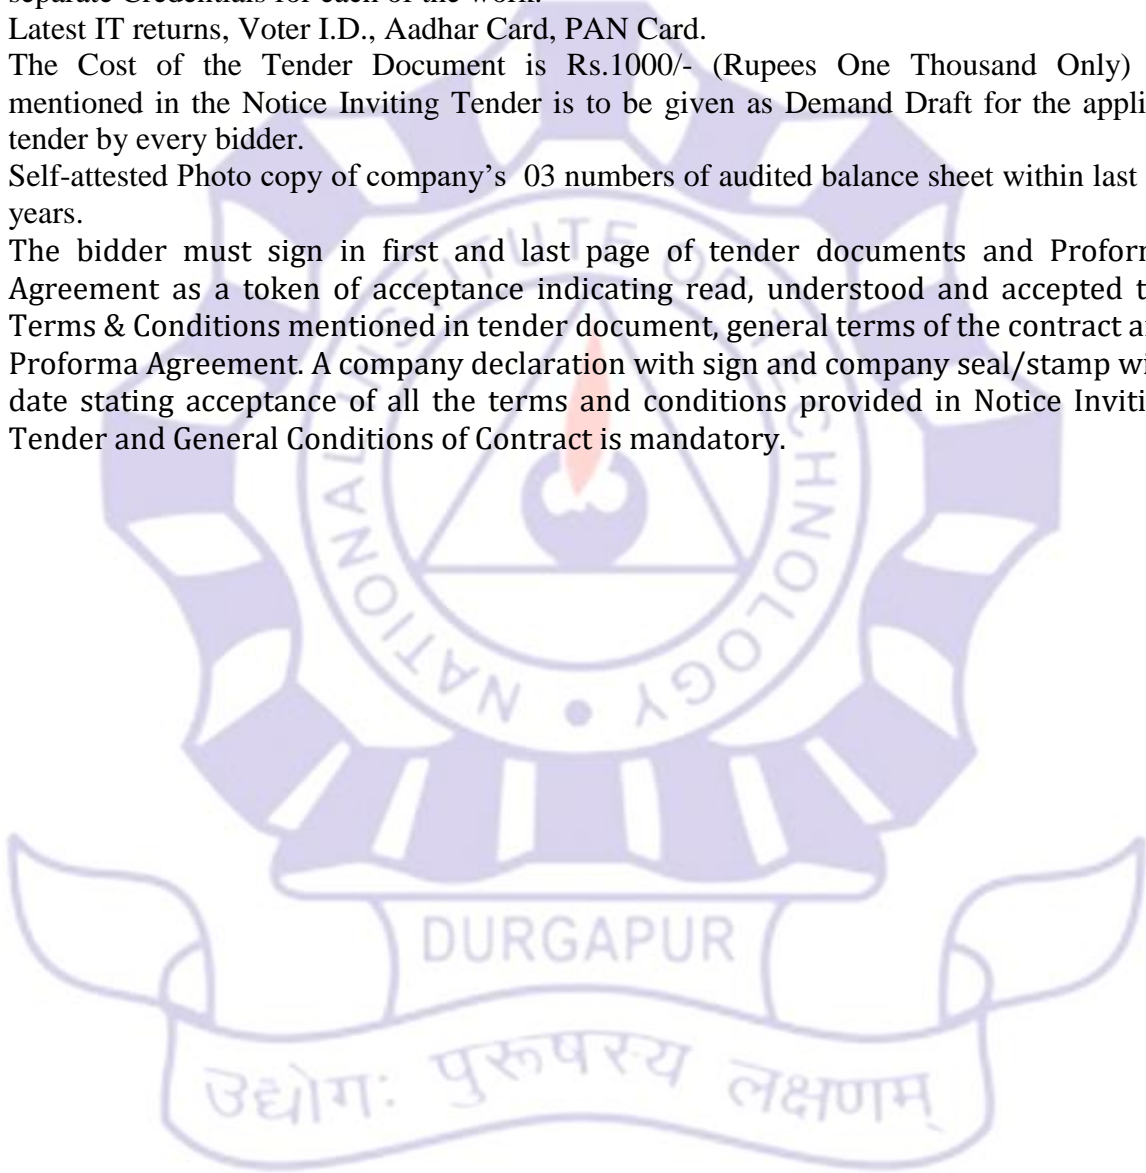 separate Credentials for each of the work.
Latest IT returns, Voter I.D., Aadhar Card, PAN Card.
The Cost of the Tender Document is Rs.1000/- (Rupees One Thousand Only)
mentioned in the Notice Inviting Tender is to be given as Demand Draft for the appli
tender by every bidder.
Self-attested Photo copy of company's 03 numbers of audited balance sheet within last
years.
The bidder must sign in first and last page of tender documents and Proform
Agreement as a token of acceptance indicating read, understood and accepted t
Terms & Conditions mentioned in tender document, general terms of the contract a
Proforma Agreement. A company declaration with sign and company seal/stamp wi
date stating acceptance of all the terms and conditions provided in Notice Inviti
Tender and General Conditions of Contract is mandatory.
NATIONAL INSTITUTE OF TECHNOLOGY
DURGAPUR
उद्योगः पुरूषस्य लक्षणम्